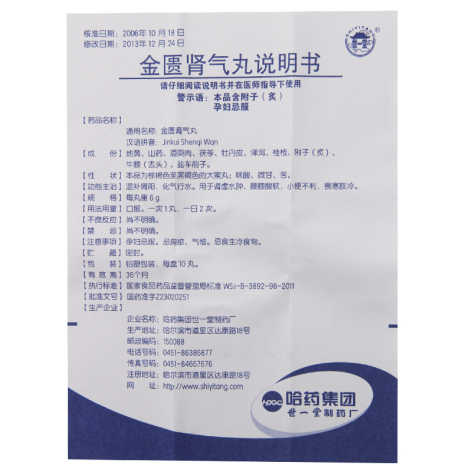 核准日期：2006年10月18日
修改日期：2013年12月24日
SHIYITANG
世一堂
金匮肾气丸说明书
请仔细阅读说明书并在医师指导下使用
警示语：本品含附子（炙）
孕妇忌服
【药品名称】
通用名称：金匮肾气丸
汉语拼音：Jinkui Shenqi Wan
【成　　份】地黄、山药、酒萸肉、茯苓、牡丹皮、泽泻、桂枝、附子（炙）、
牛膝（去头）、盐车前子。
【性　　状】本品为棕褐色至黑褐色的大蜜丸；味酸、微甘、苦。
【功能主治】温补肾阳，化气行水。用于肾虚水肿，腰膝酸软，小便不利，畏寒肢冷。
【规　　格】每丸重6g
【用法用量】口服。一次1丸，一日2次。
【不良反应】尚不明确。
【禁　　忌】尚不明确。
【注意事项】孕妇忌服。忌房欲、气恼。忌食生冷食物。
【贮　　藏】密封。
【包　　装】铝塑包装，每盒10丸。
【有 效 期】36个月
【执行标准】国家食品药品监督管理局标准 WS₃-B-3892-98-2011
【批准文号】国药准字Z23020251
【生产企业】
企业名称：哈药集团世一堂制药厂
生产地址：哈尔滨市道里区达康路18号
邮政编码：150088
电话号码：0451-86386877
传真号码：0451-84667676
注册地址：哈尔滨市道里区达康路18号
网　　址：http://www.shiyitang.com
HPGC 哈药集团
世一堂制药厂